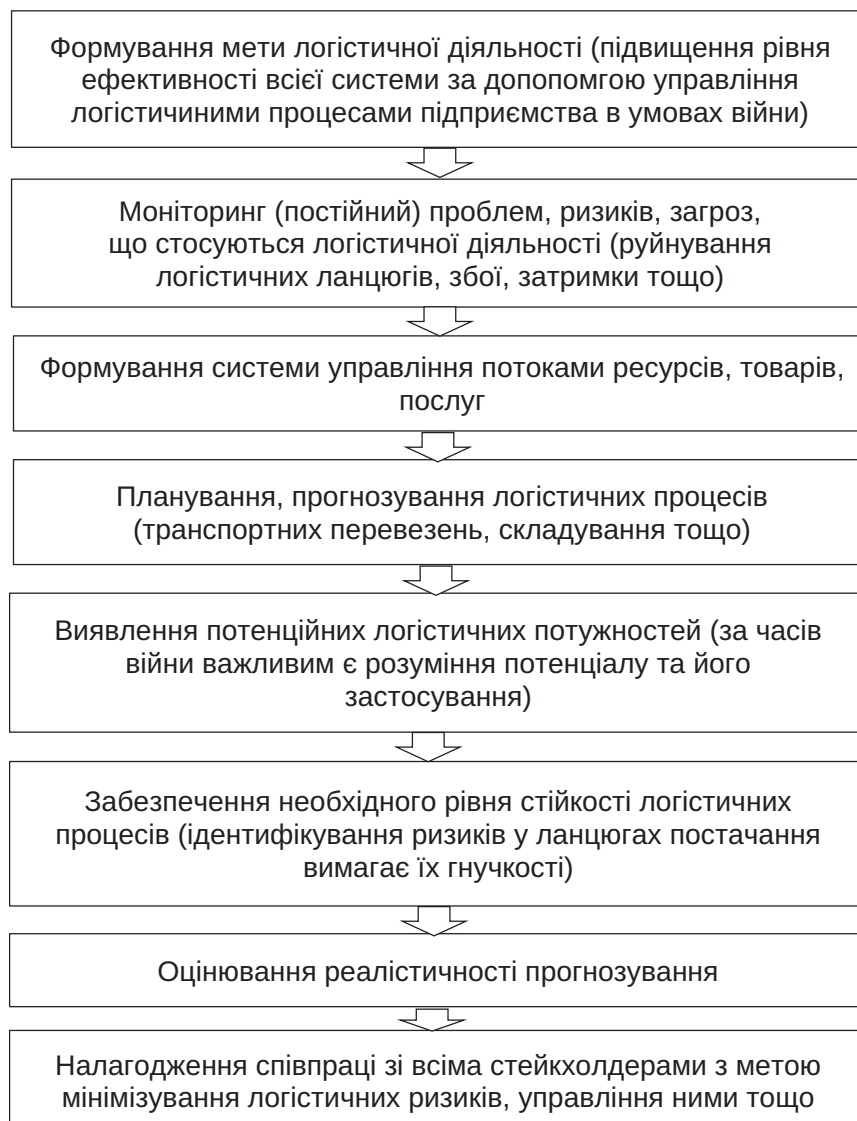 Формування мети логістичної діяльності (підвищення рівня
ефективності всієї системи за допопомгою управління
логістичиними процесами підприємства в умовах війни)
Моніторинг (постійний) проблем, ризиків, загроз,
що стосуються логістичної діяльності (руйнування
логістичних ланцюгів, збої, затримки тощо)
Формування системи управління потоками ресурсів, товарів,
послуг
Планування, прогнозування логістичних процесів
(транспортних перевезень, складування тощо)
Виявлення потенційних логістичних потужностей (за часів
війни важливим є розуміння потенціалу та його
застосування)
Забезпечення необхідного рівня стійкості логістичних
процесів (ідентифікування ризиків у ланцюгах постачання
вимагає їх гнучкості)
Оцінювання реалістичності прогнозування
Налагодження співпраці зі всіма стейкхолдерами з метою
мінімізування логістичних ризиків, управління ними тощо